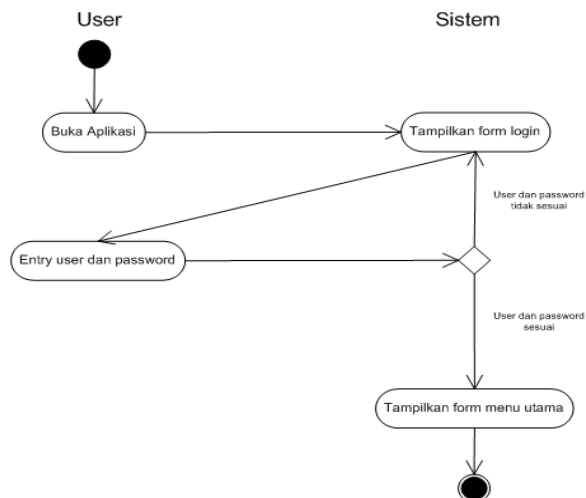 User
Sistem
Buka Aplikasi
Tampilkan form login
User dan password
tidak sesuai
Entry user dan password
User dan password
sesuai
Tampilkan form menu utama